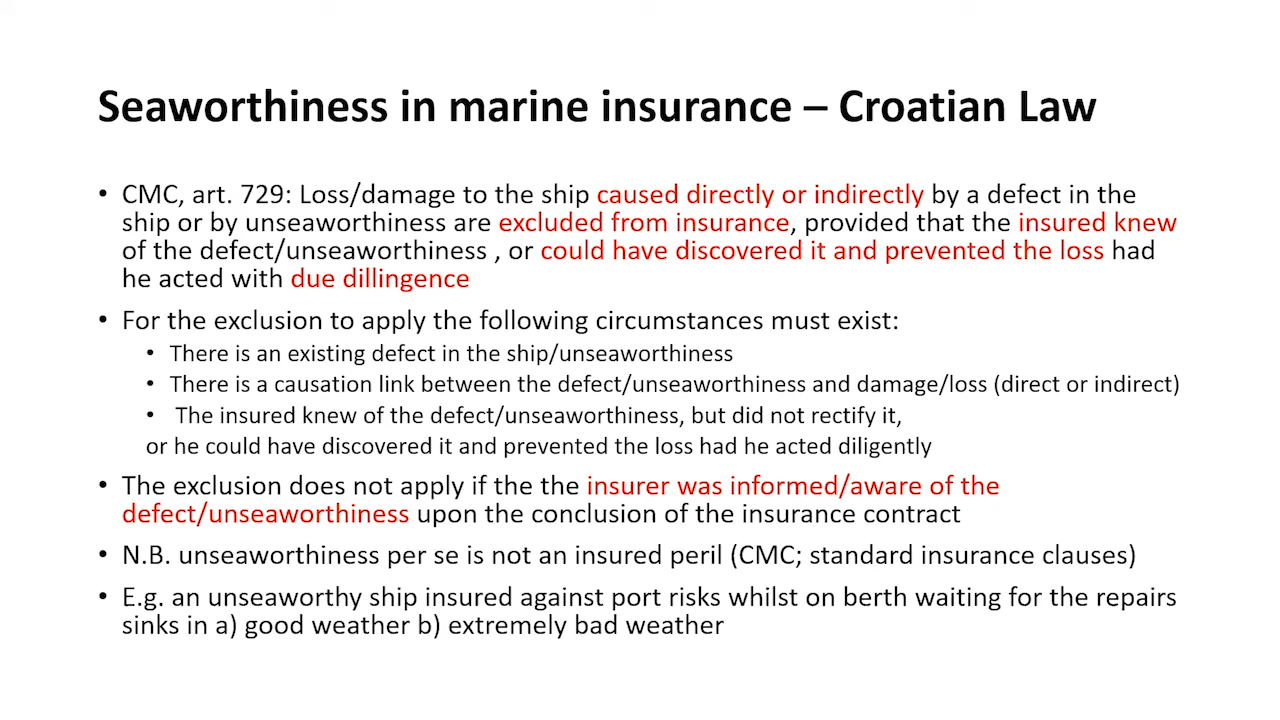 Seaworthiness in marine insurance – Croatian Law
• CMC, art. 729: Loss/damage to the ship caused directly or indirectly by a defect in the
ship or by unseaworthiness are excluded from insurance, provided that the insured knew
of the defect/unseaworthiness , or could have discovered it and prevented the loss had
he acted with due dillingence
• For the exclusion to apply the following circumstances must exist:
• There is an existing defect in the ship/unseaworthiness
• There is a causation link between the defect/unseaworthiness and damage/loss (direct or indirect)
• The insured knew of the defect/unseaworthiness, but did not rectify it,
or he could have discovered it and prevented the loss had he acted diligently
• The exclusion does not apply if the the insurer was informed/aware of the
defect/unseaworthiness upon the conclusion of the insurance contract
• N.B. unseaworthiness per se is not an insured peril (CMC; standard insurance clauses)
• E.g. an unseaworthy ship insured against port risks whilst on berth waiting for the repairs
sinks in a) good weather b) extremely bad weather